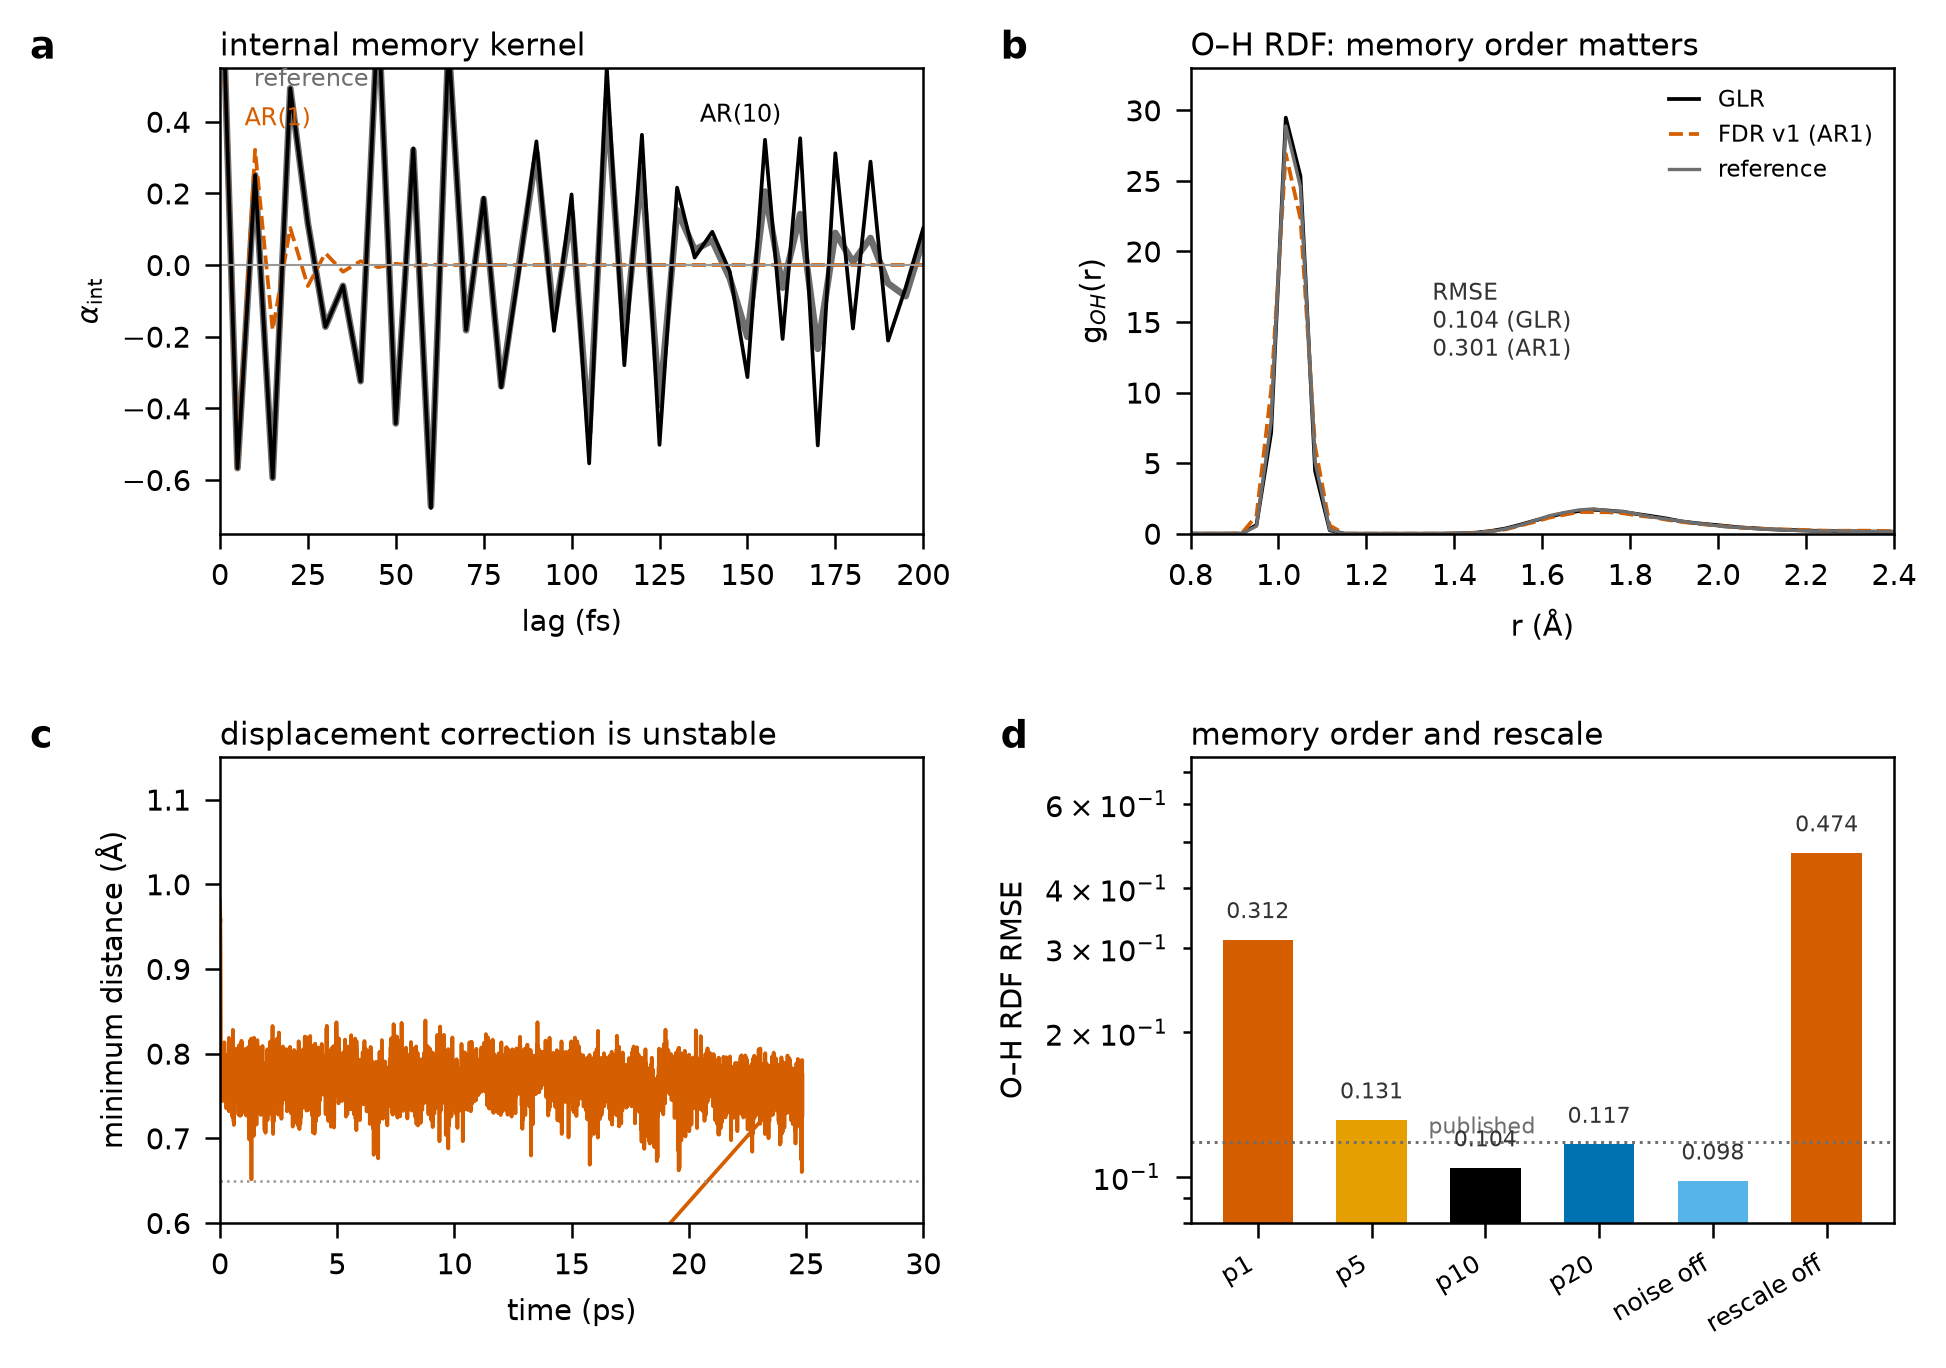 a
internal memory kernel
reference
AR(1)
AR(10)
0.4
0.2
0.0
−0.2
−0.4
−0.6
α_int
0 25 50 75 100 125 150 175 200
lag (fs)
b
O–H RDF: memory order matters
GLR
FDR v1 (AR1)
reference
RMSE
0.104 (GLR)
0.301 (AR1)
30
25
20
15
10
5
0
g_OH(r)
0.8 1.0 1.2 1.4 1.6 1.8 2.0 2.2 2.4
r (Å)
c
displacement correction is unstable
1.1
1.0
0.9
0.8
0.7
0.6
minimum distance (Å)
0 5 10 15 20 25 30
time (ps)
d
memory order and rescale
6 × 10⁻¹
4 × 10⁻¹
3 × 10⁻¹
2 × 10⁻¹
10⁻¹
O–H RDF RMSE
0.312
0.131
published
0.104
0.117
0.098
0.474
p1
p5
p10
p20
noise off
rescale off